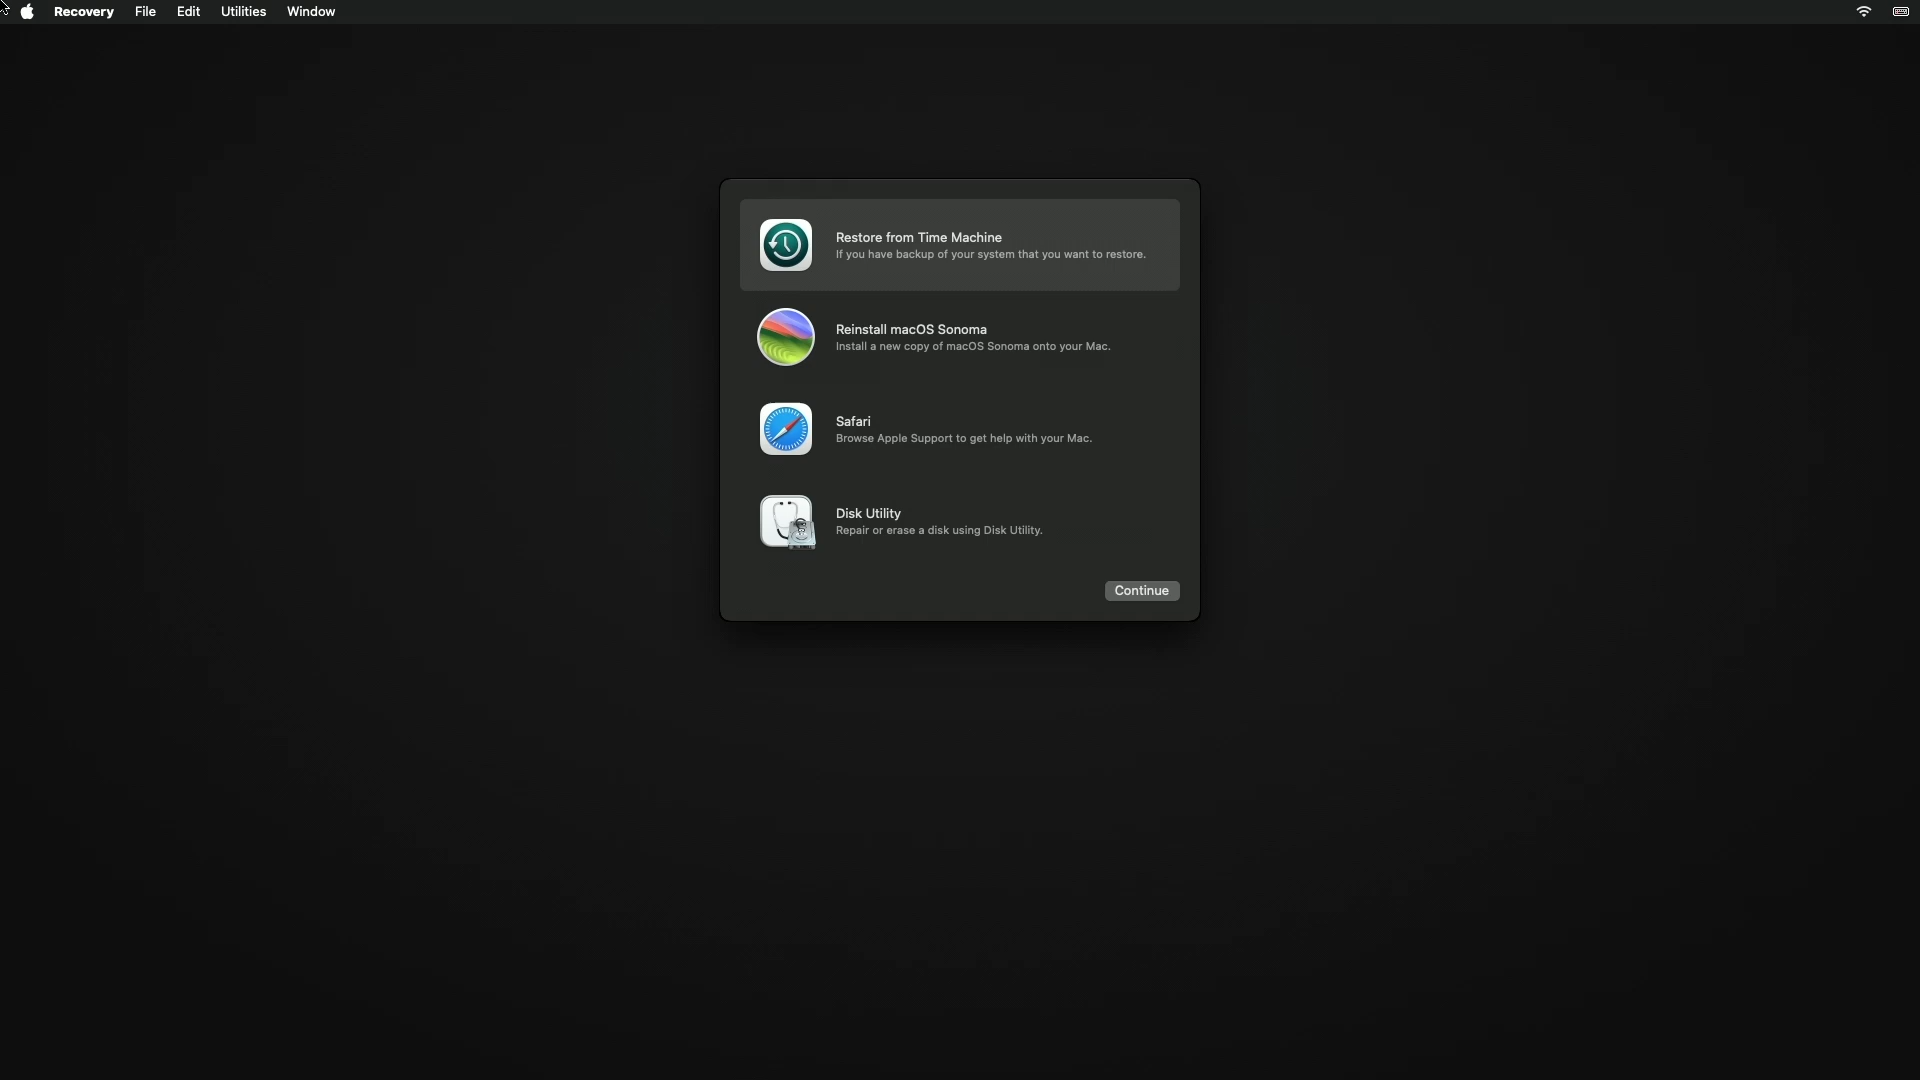 Recovery File Edit Utilities Window
Restore from Time Machine
If you have backup of your system that you want to restore.
Reinstall macOS Sonoma
Install a new copy of macOS Sonoma onto your Mac.
Safari
Browse Apple Support to get help with your Mac.
Disk Utility
Repair or erase a disk using Disk Utility.
Continue